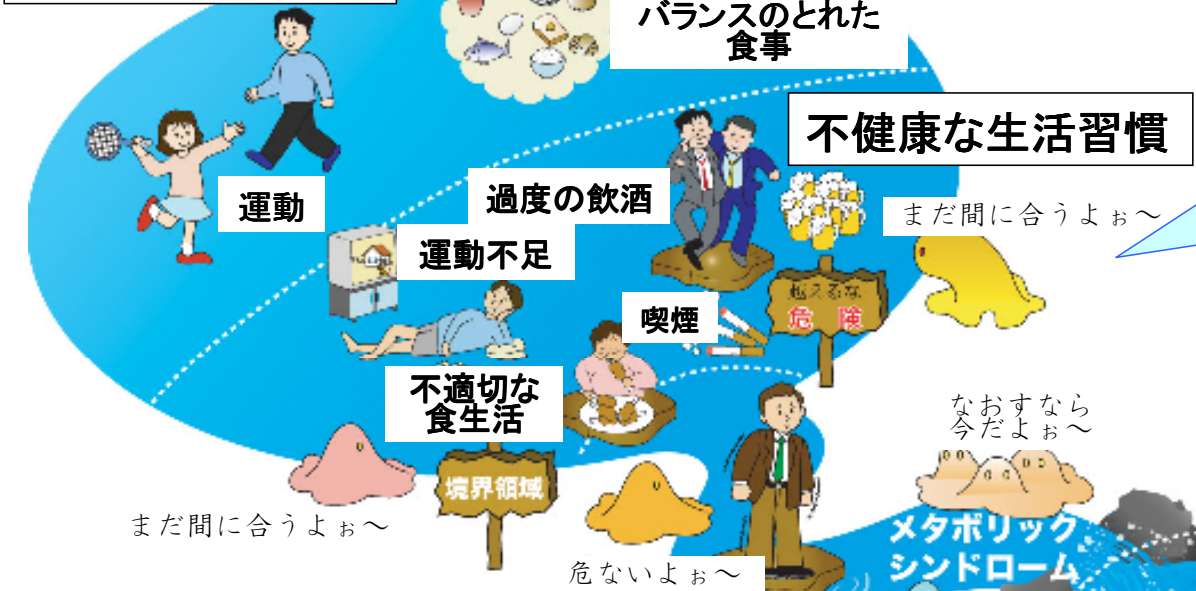 バランスのとれた
食事
不健康な生活習慣
運動
過度の飲酒
まだ間に合うよぉ～
運動不足
越えるな
危険
喫煙
不適切な
食生活
なおすなら
今だよぉ～
境界領域
まだ間に合うよぉ～
メタボリック
シンドローム
危ないよぉ～